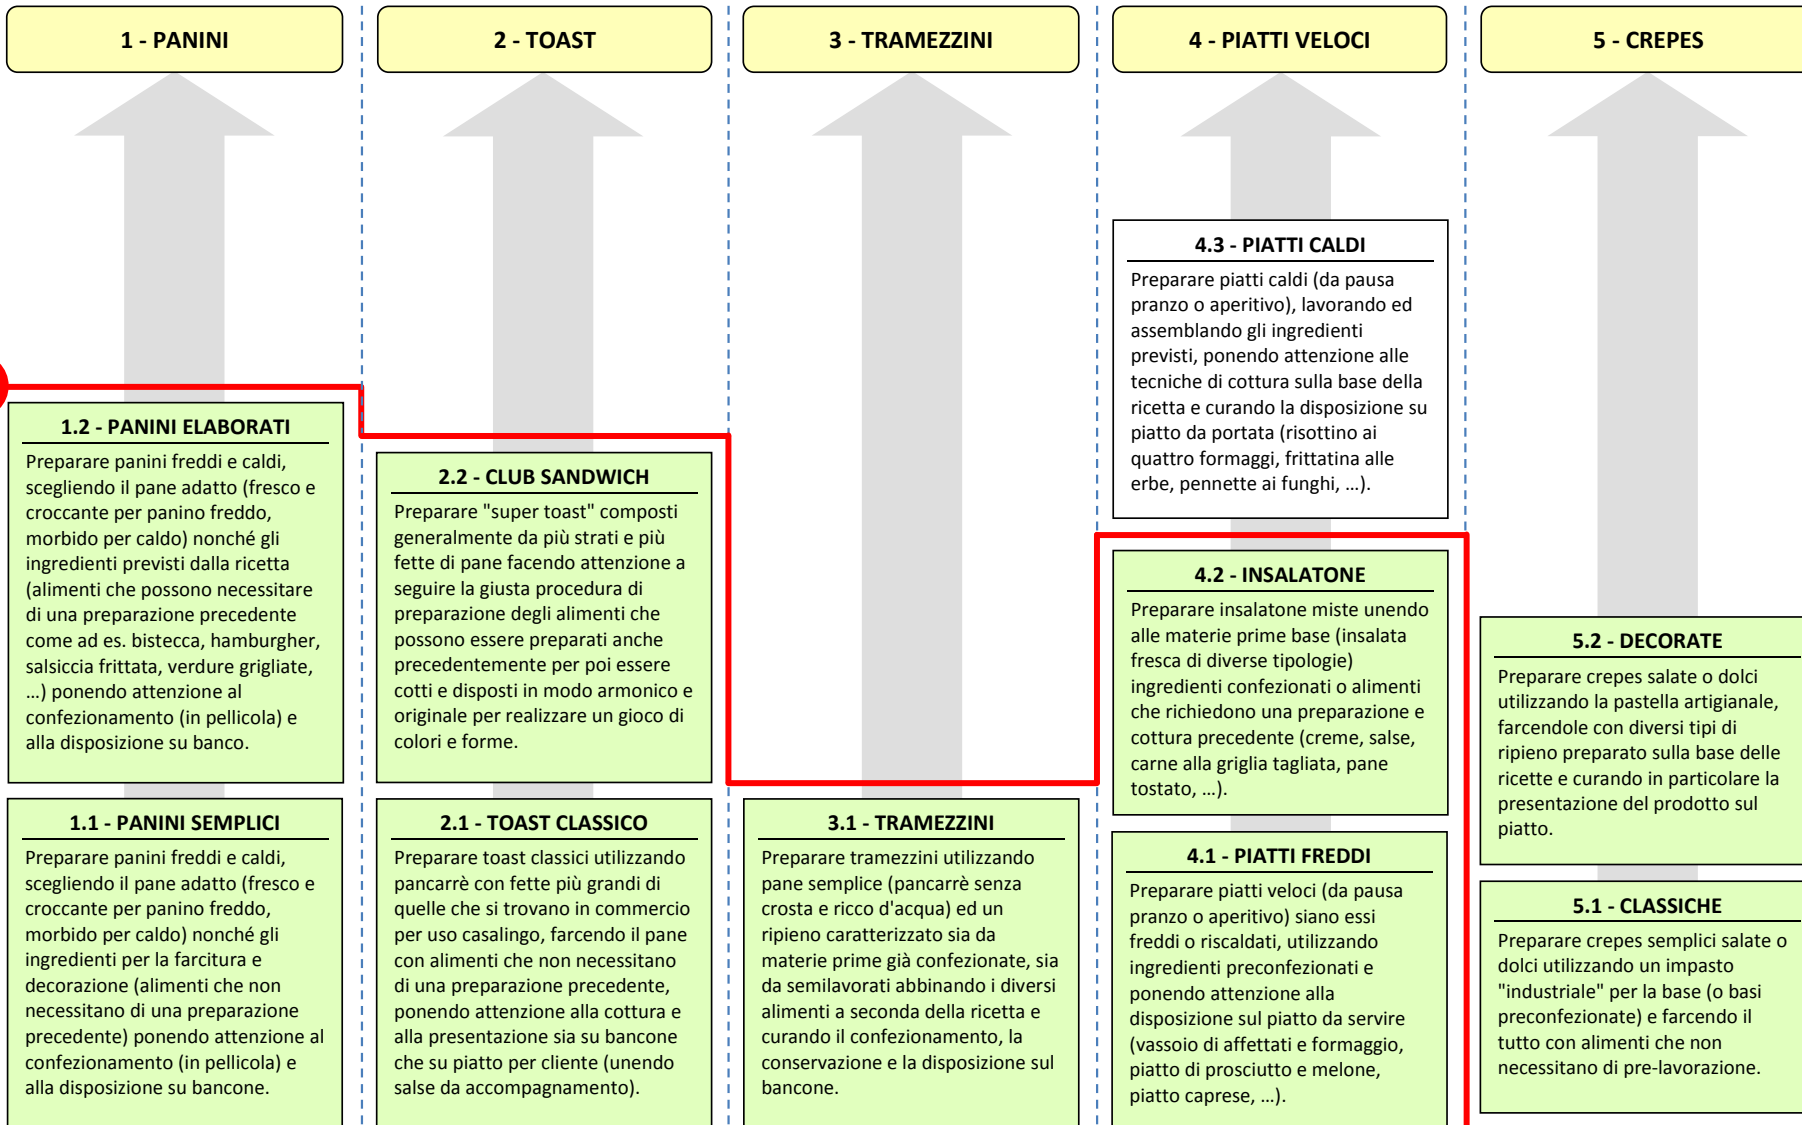 1 - PANINI
2 - TOAST
3 - TRAMEZZINI
4 - PIATTI VELOCI
5 - CREPES
1.2 - PANINI ELABORATI
Preparare panini freddi e caldi,
scegliendo il pane adatto (fresco e
croccante per panino freddo,
morbido per caldo) nonché gli
ingredienti previsti dalla ricetta
(alimenti che possono necessitare
di una preparazione precedente
come ad es. bistecca, hamburgher,
salsiccia frittata, verdure grigliate,
…) ponendo attenzione al
confezionamento (in pellicola) e
alla disposizione su banco.
1.1 - PANINI SEMPLICI
Preparare panini freddi e caldi,
scegliendo il pane adatto (fresco e
croccante per panino freddo,
morbido per caldo) nonché gli
ingredienti per la farcitura e
decorazione (alimenti che non
necessitano di una preparazione
precedente) ponendo attenzione al
confezionamento (in pellicola) e
alla disposizione su bancone.
2.2 - CLUB SANDWICH
Preparare "super toast" composti
generalmente da più strati e più
fette di pane facendo attenzione a
seguire la giusta procedura di
preparazione degli alimenti che
possono essere preparati anche
precedentemente per poi essere
cotti e disposti in modo armonico e
originale per realizzare un gioco di
colori e forme.
2.1 - TOAST CLASSICO
Preparare toast classici utilizzando
pancarrè con fette più grandi di
quelle che si trovano in commercio
per uso casalingo, farcendo il pane
con alimenti che non necessitano
di una preparazione precedente,
ponendo attenzione alla cottura e
alla presentazione sia su bancone
che su piatto per cliente (unendo
salse da accompagnamento).
3.1 - TRAMEZZINI
Preparare tramezzini utilizzando
pane semplice (pancarrè senza
crosta e ricco d'acqua) ed un
ripieno caratterizzato sia da
materie prime già confezionate, sia
da semilavorati abbinando i diversi
alimenti a seconda della ricetta e
curando il confezionamento, la
conservazione e la disposizione sul
bancone.
4.3 - PIATTI CALDI
Preparare piatti caldi (da pausa
pranzo o aperitivo), lavorando ed
assemblando gli ingredienti
previsti, ponendo attenzione alle
tecniche di cottura sulla base della
ricetta e curando la disposizione su
piatto da portata (risottino ai
quattro formaggi, frittatina alle
erbe, pennette ai funghi, …).
4.2 - INSALATONE
Preparare insalatone miste unendo
alle materie prime base (insalata
fresca di diverse tipologie)
ingredienti confezionati o alimenti
che richiedono una preparazione e
cottura precedente (creme, salse,
carne alla griglia tagliata, pane
tostato, …).
4.1 - PIATTI FREDDI
Preparare piatti veloci (da pausa
pranzo o aperitivo) siano essi
freddi o riscaldati, utilizzando
ingredienti preconfezionati e
ponendo attenzione alla
disposizione sul piatto da servire
(vassoio di affettati e formaggio,
piatto di prosciutto e melone,
piatto caprese, …).
5.2 - DECORATE
Preparare crepes salate o dolci
utilizzando la pastella artigianale,
farcendole con diversi tipi di
ripieno preparato sulla base delle
ricette e curando in particolare la
presentazione del prodotto sul
piatto.
5.1 - CLASSICHE
Preparare crepes semplici salate o
dolci utilizzando un impasto
"industriale" per la base (o basi
preconfezionate) e farcendo il
tutto con alimenti che non
necessitano di pre-lavorazione.